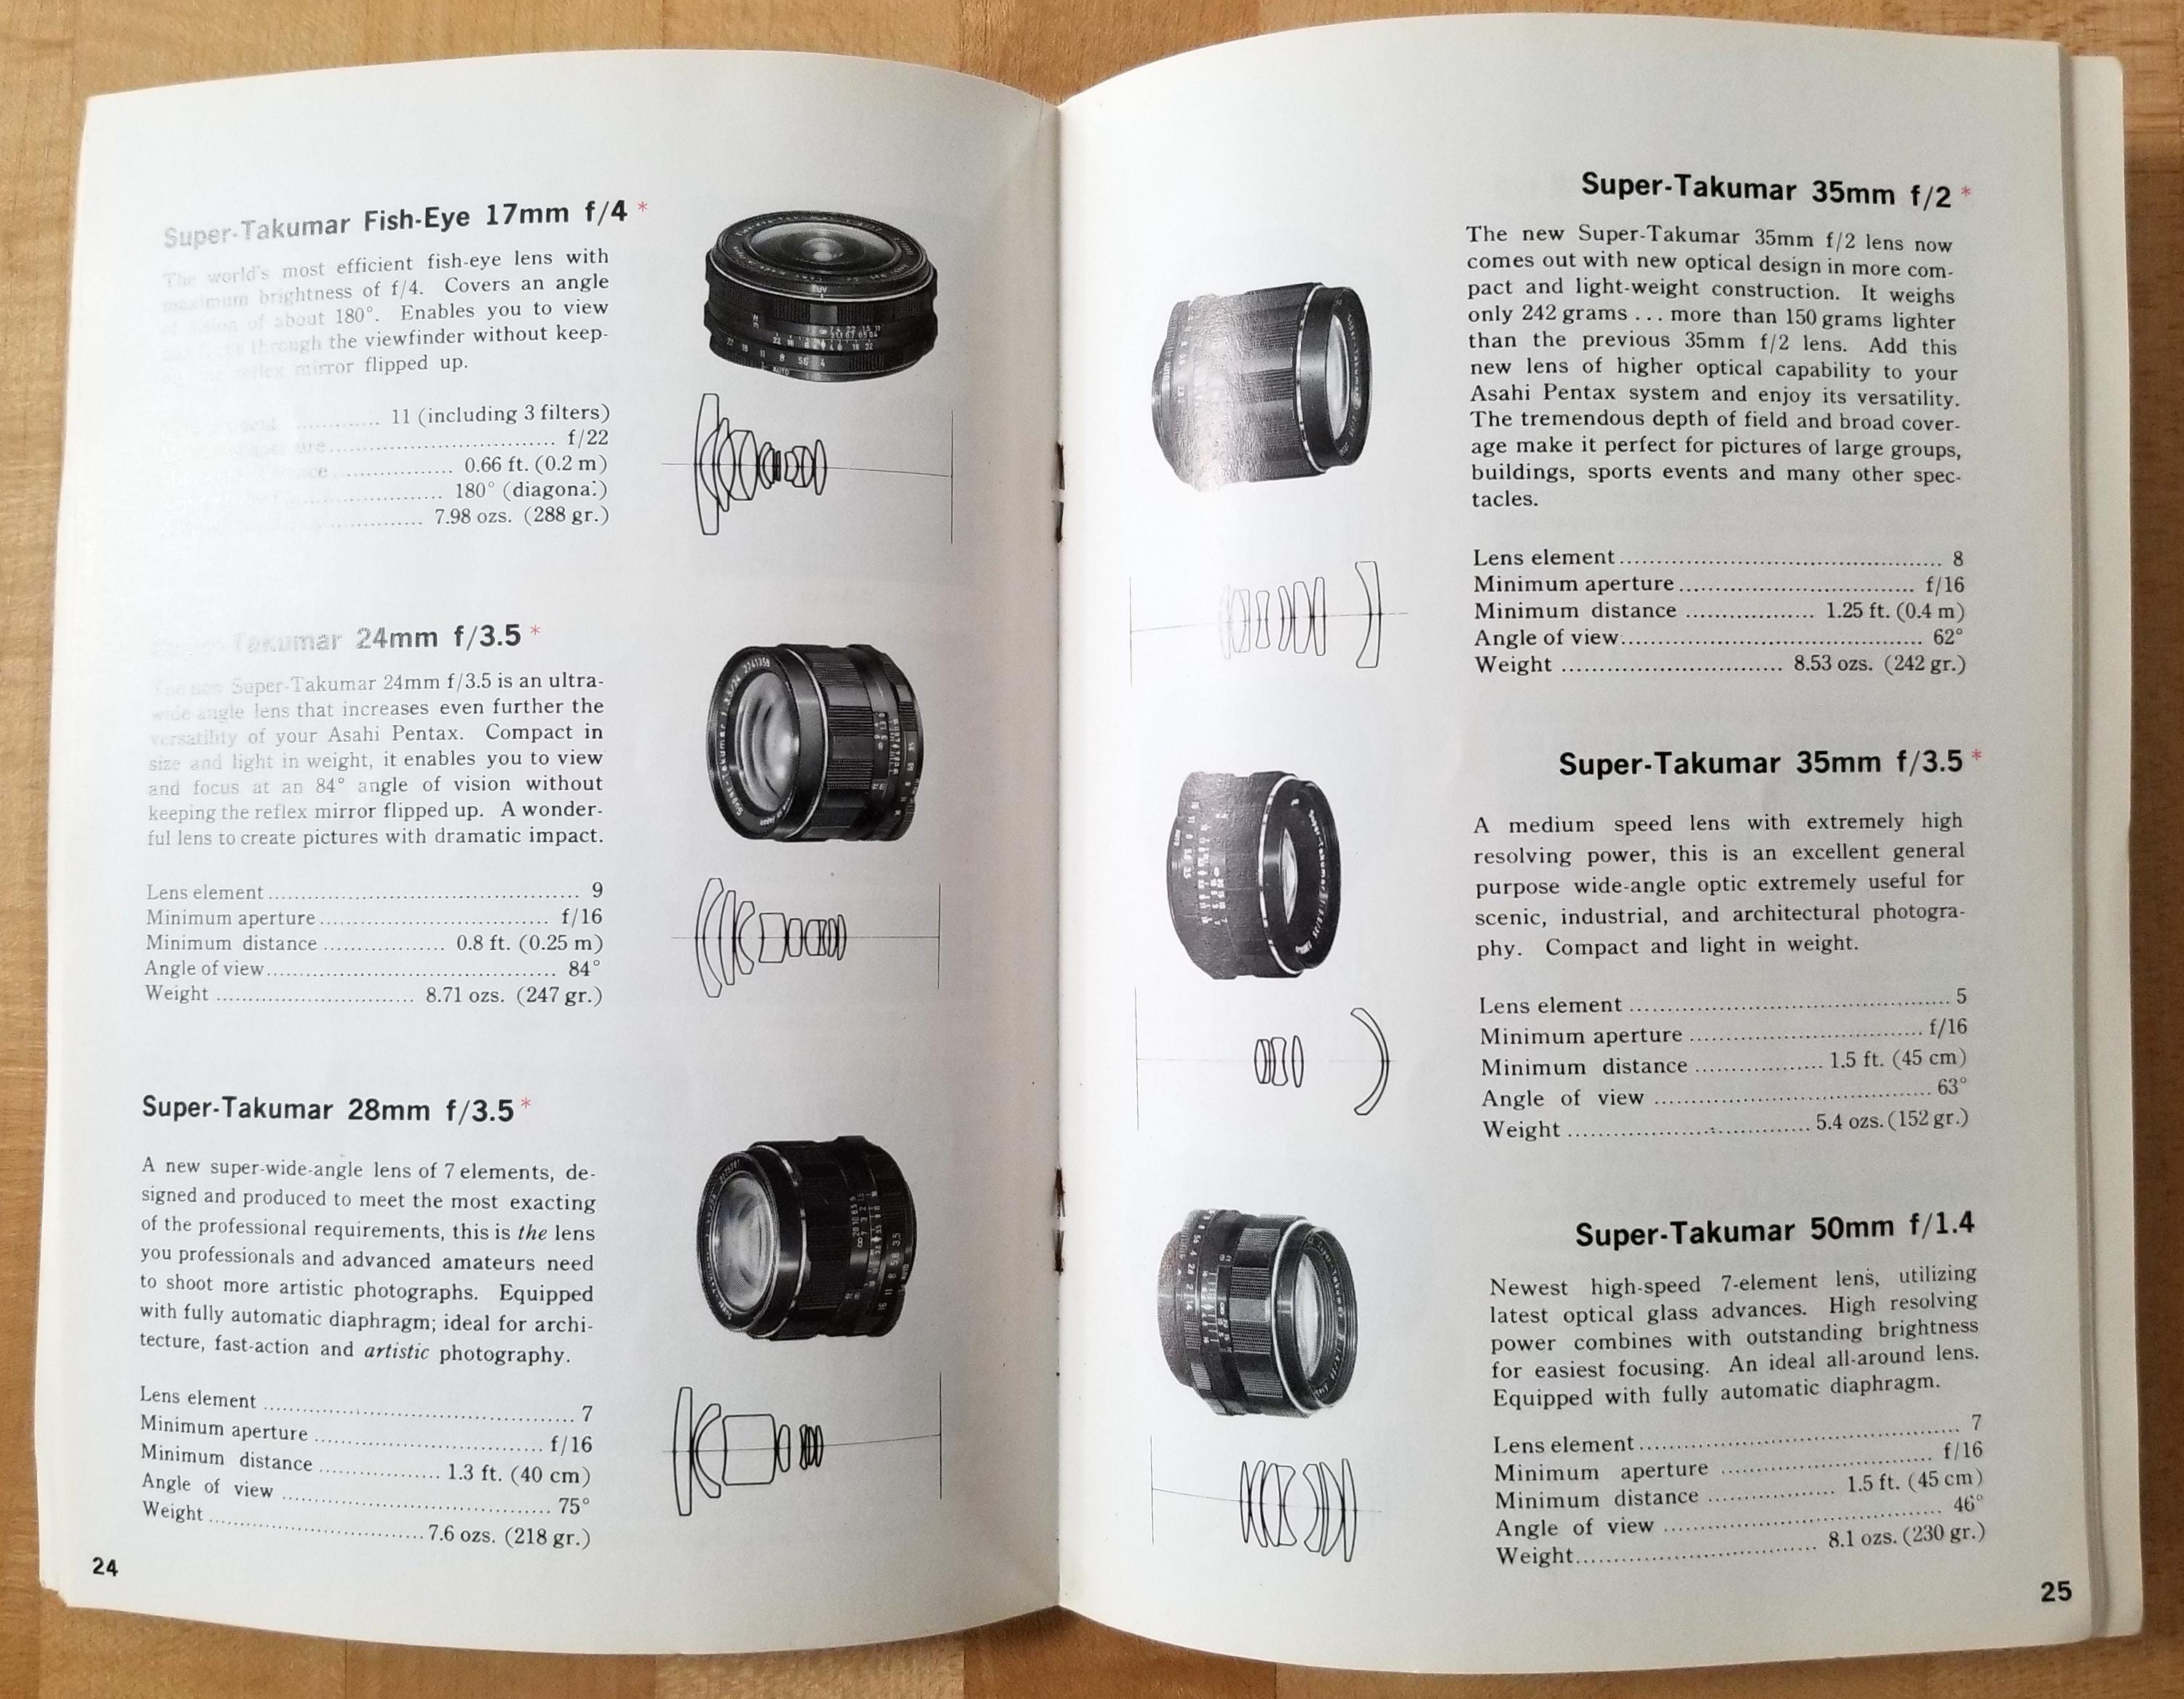 Super-Takumar Fish-Eye 17mm f/4 *
The world's most efficient fish-eye lens with
maximum brightness of f/4. Covers an angle
of vision of about 180°. Enables you to view
through the viewfinder without keep-
reflex mirror flipped up.
11 (including 3 filters)
f/22
0.66 ft. (0.2 m)
180° (diagonal)
7.98 ozs. (288 gr.)
Takumar 24mm f/3.5 *
The new Super-Takumar 24mm f/3.5 is an ultra-
wide-angle lens that increases even further the
versatility of your Asahi Pentax. Compact in
size and light in weight, it enables you to view
and focus at an 84° angle of vision without
keeping the reflex mirror flipped up. A wonder-
ful lens to create pictures with dramatic impact.
Lens element 9
Minimum aperture f/16
Minimum distance 0.8 ft. (0.25 m)
Angle of view 84°
Weight 8.71 ozs. (247 gr.)
Super-Takumar 28mm f/3.5 *
A new super-wide-angle lens of 7 elements, de-
signed and produced to meet the most exacting
of the professional requirements, this is the lens
you professionals and advanced amateurs need
to shoot more artistic photographs. Equipped
with fully automatic diaphragm; ideal for archi-
tecture, fast-action and artistic photography.
Lens element 7
Minimum aperture f/16
Minimum distance 1.3 ft. (40 cm)
Angle of view 75°
Weight 7.6 ozs. (218 gr.)
24
Super-Takumar 35mm f/2 *
The new Super-Takumar 35mm f/2 lens now
comes out with new optical design in more com-
pact and light-weight construction. It weighs
only 242 grams ... more than 150 grams lighter
than the previous 35mm f/2 lens. Add this
new lens of higher optical capability to your
Asahi Pentax system and enjoy its versatility.
The tremendous depth of field and broad cover-
age make it perfect for pictures of large groups,
buildings, sports events and many other spec-
tacles.
Lens element 8
Minimum aperture f/16
Minimum distance 1.25 ft. (0.4 m)
Angle of view 62°
Weight 8.53 ozs. (242 gr.)
Super-Takumar 35mm f/3.5 *
A medium speed lens with extremely high
resolving power, this is an excellent general
purpose wide-angle optic extremely useful for
scenic, industrial, and architectural photogra-
phy. Compact and light in weight.
Lens element 5
Minimum aperture f/16
Minimum distance 1.5 ft. (45 cm)
Angle of view 63°
Weight 5.4 ozs. (152 gr.)
Super-Takumar 50mm f/1.4
Newest high-speed 7-element lens, utilizing
latest optical glass advances. High resolving
power combines with outstanding brightness
for easiest focusing. An ideal all-around lens.
Equipped with fully automatic diaphragm.
Lens element 7
Minimum aperture f/16
Minimum distance 1.5 ft. (45 cm)
Angle of view 46°
Weight 8.1 ozs. (230 gr.)
25